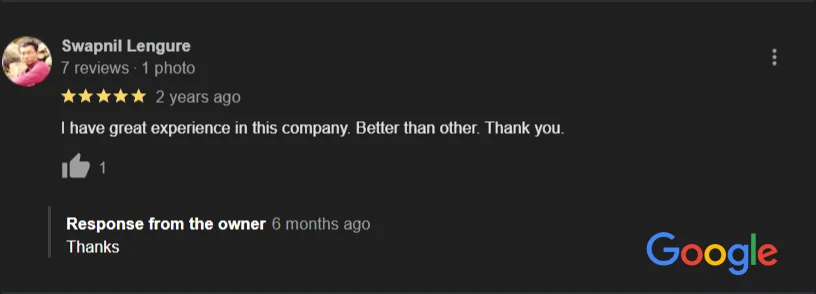 Swapnil Lengure
7 reviews · 1 photo
2 years ago
I have great experience in this company. Better than other. Thank you.
1
Response from the owner 6 months ago
Thanks
Google